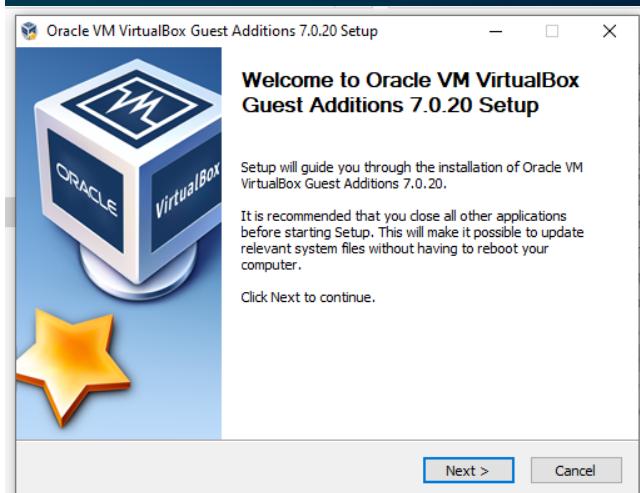 Oracle VM VirtualBox Guest Additions 7.0.20 Setup
Welcome to Oracle VM VirtualBox
Guest Additions 7.0.20 Setup
ORACLE
VirtualBox
Setup will guide you through the installation of Oracle VM
VirtualBox Guest Additions 7.0.20.
It is recommended that you close all other applications
before starting Setup. This will make it possible to update
relevant system files without having to reboot your
computer.
Click Next to continue.
Next >
Cancel